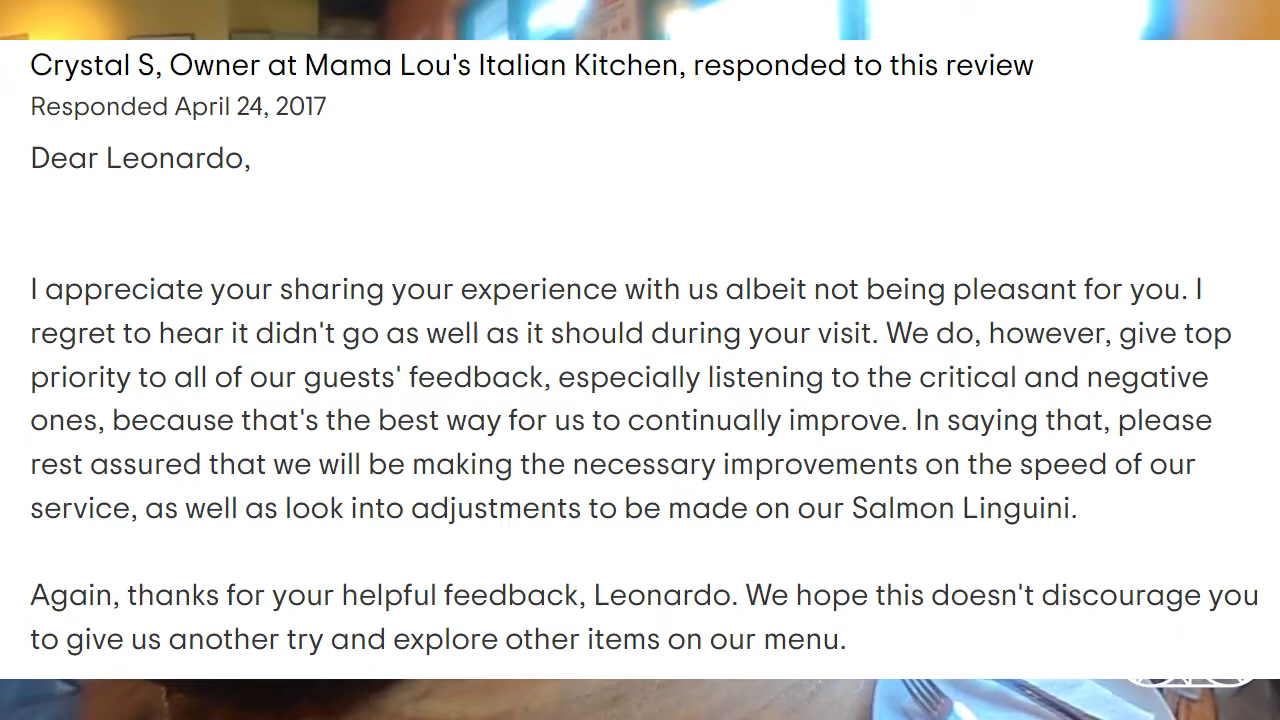 Crystal S, Owner at Mama Lou's Italian Kitchen, responded to this review
Responded April 24, 2017
Dear Leonardo,
I appreciate your sharing your experience with us albeit not being pleasant for you. I
regret to hear it didn't go as well as it should during your visit. We do, however, give top
priority to all of our guests' feedback, especially listening to the critical and negative
ones, because that's the best way for us to continually improve. In saying that, please
rest assured that we will be making the necessary improvements on the speed of our
service, as well as look into adjustments to be made on our Salmon Linguini.
Again, thanks for your helpful feedback, Leonardo. We hope this doesn't discourage you
to give us another try and explore other items on our menu.